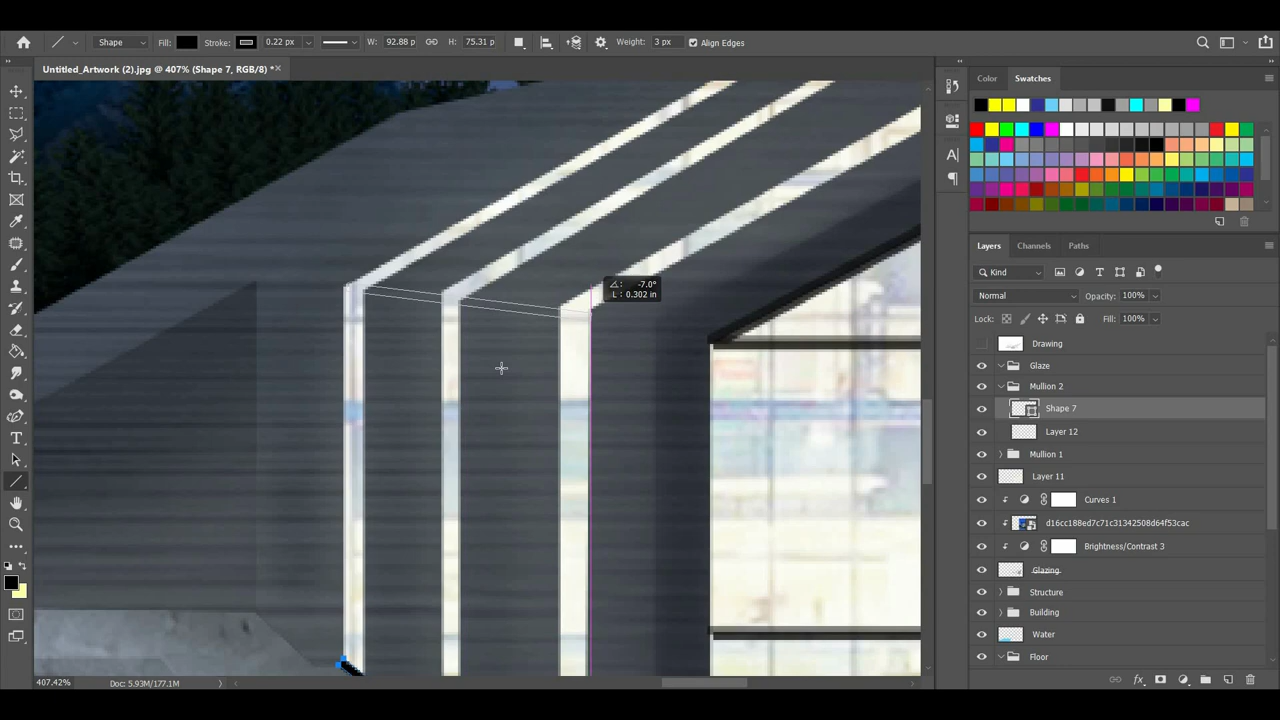 Shape Fill: Stroke: 0.22 px W: 92.88 p H: 75.31 p Weight: 3 px Align Edges
Untitled_Artwork (2).jpg @ 407% (Shape 7, RGB/8) *
Color Swatches
∡: -7.0°
L: 0.302 in
Layers Channels Paths
Kind
Normal Opacity: 100%
Lock: Fill: 100%
Drawing
Glaze
Mullion 2
Shape 7
Layer 12
Mullion 1
Layer 11
Curves 1
d16cc188ed7c71c31342508d64f53cac
Brightness/Contrast 3
Glazing
Structure
Building
Water
Floor
407.42% Doc: 5.93M/177.1M